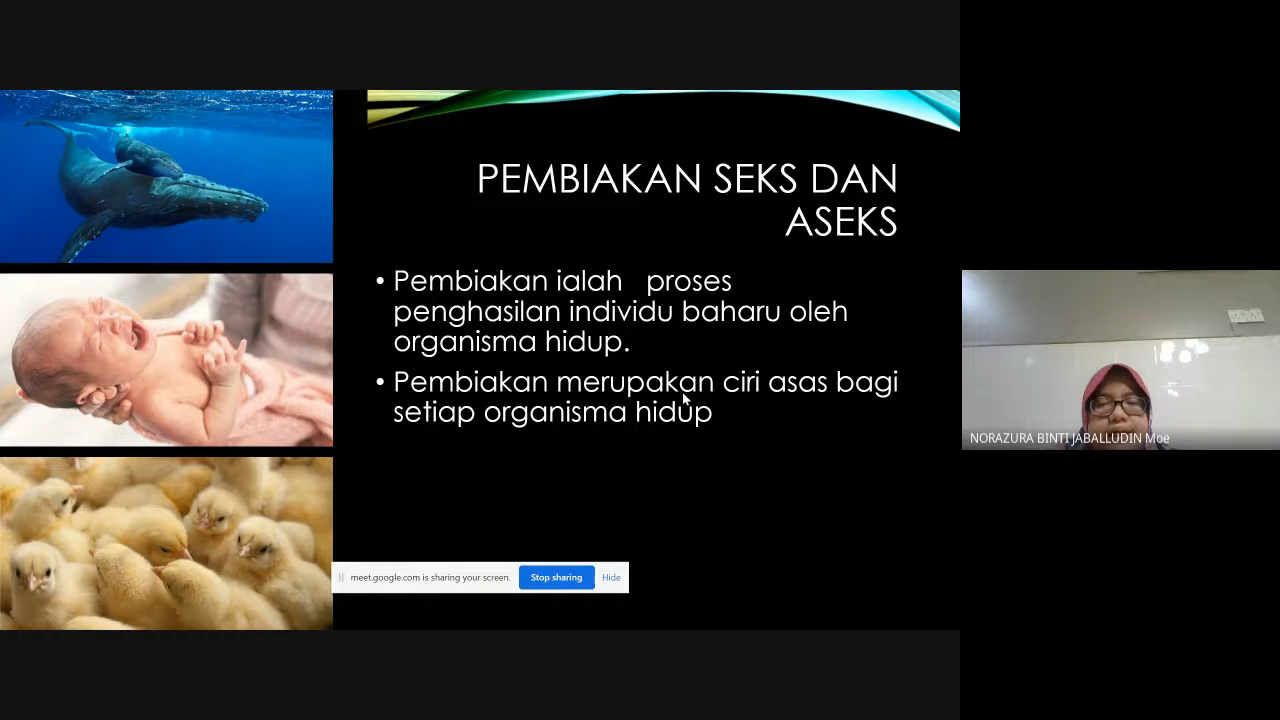 PEMBIAKAN SEKS DAN
ASEKS
• Pembiakan ialah proses
penghasilan individu baharu oleh
organisma hidup.
• Pembiakan merupakan ciri asas bagi
setiap organisma hidup
meet.google.com is sharing your screen.
Stop sharing
Hide
NORAZURA BINTI JABALLUDIN Moe